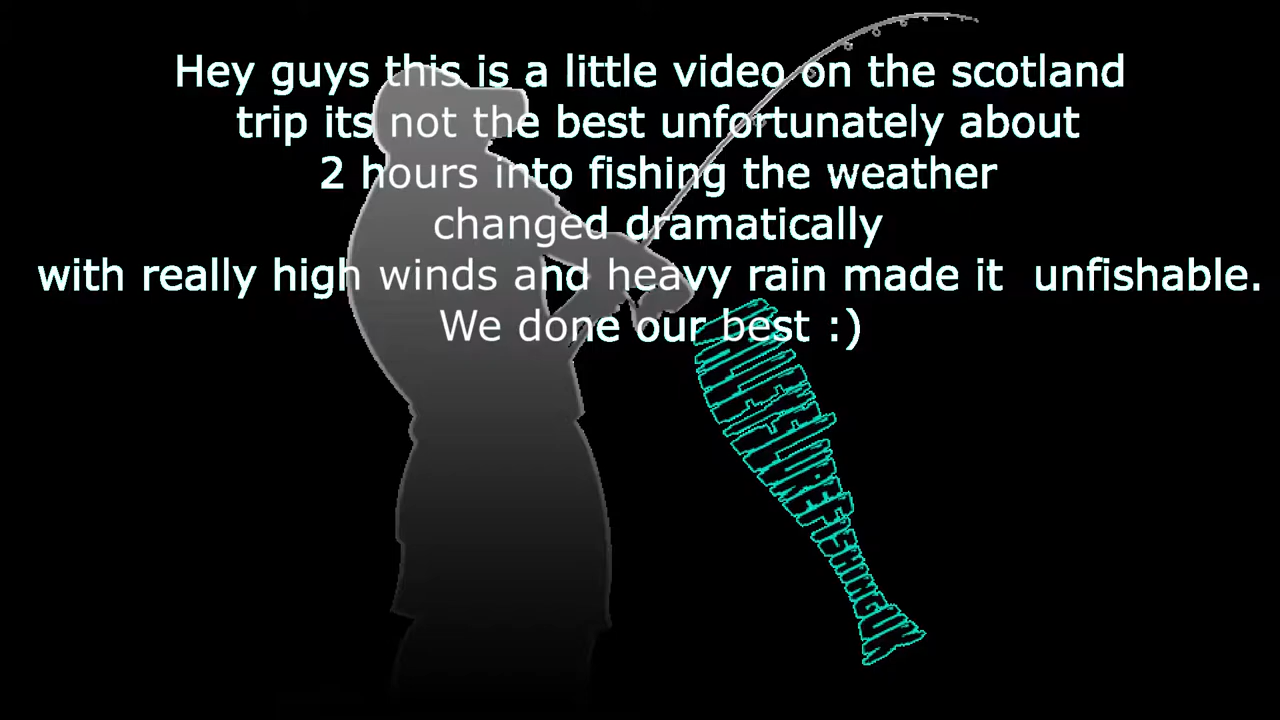 Hey guys this is a little video on the scotland
trip its not the best unfortunately about
2 hours into fishing the weather
changed dramatically
with really high winds and heavy rain made it  unfishable.
We done our best :)
LUREFISHINGUK